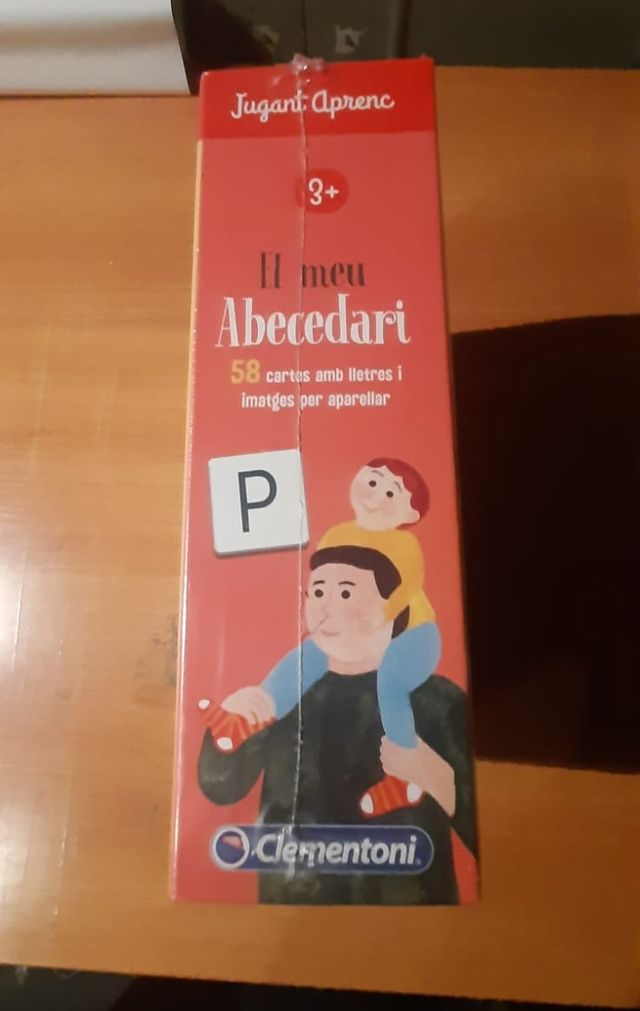 Jugant Aprenc
3+
El meu
Abecedari
58 cartes amb lletres i
imatges per aparellar
P
Clementoni®